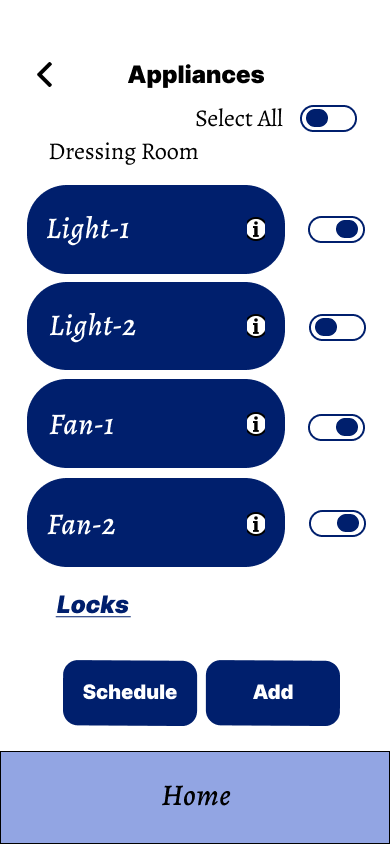 Appliances
Select All
Dressing Room
Light-1
Light-2
Fan-1
Fan-2
Locks
Schedule Add
Home